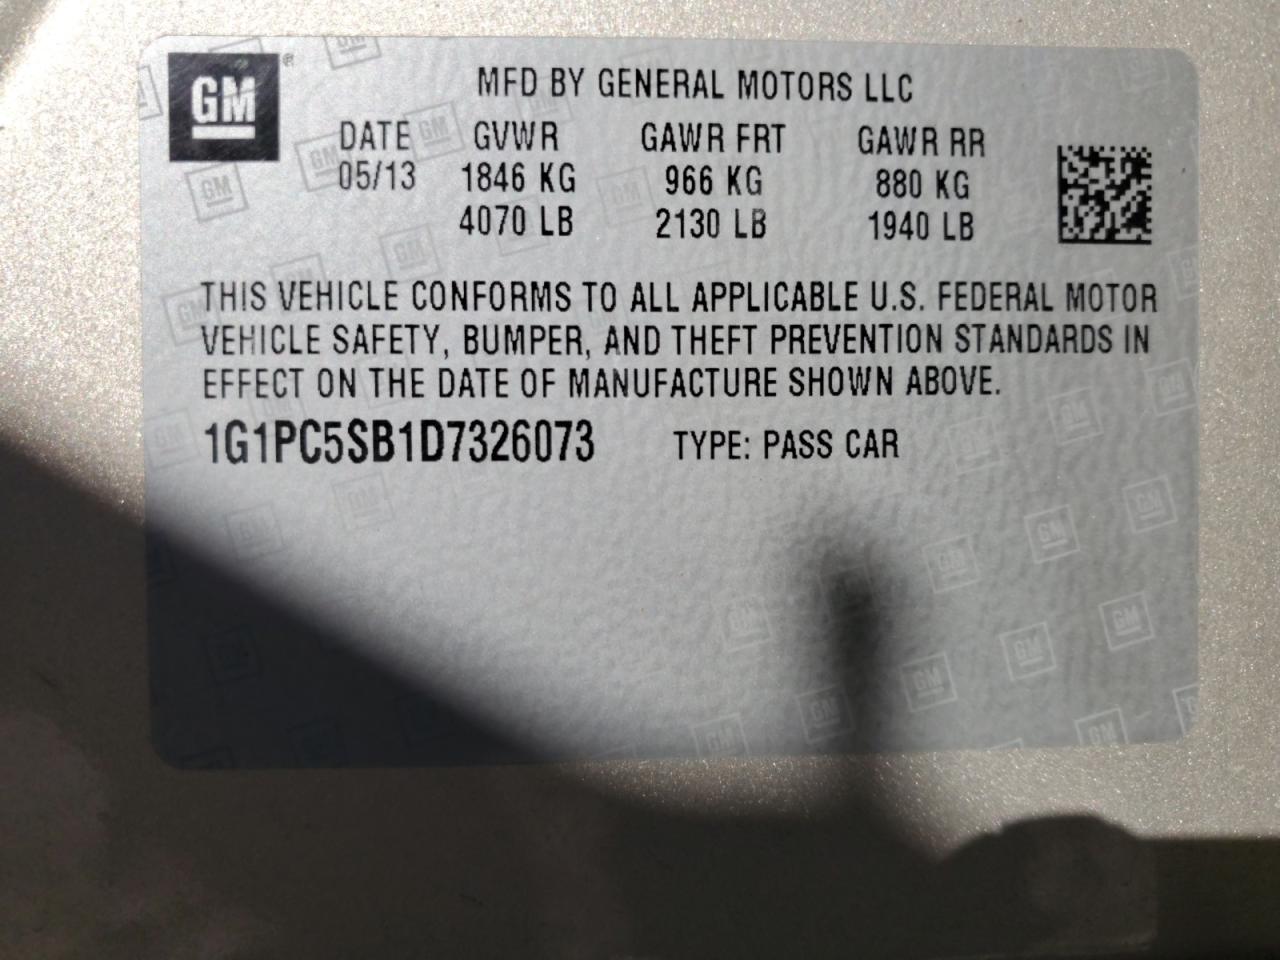 GM
MFD BY GENERAL MOTORS LLC
DATE GVWR GAWR FRT GAWR RR
05/13 1846 KG 966 KG 880 KG
4070 LB 2130 LB 1940 LB
THIS VEHICLE CONFORMS TO ALL APPLICABLE U.S. FEDERAL MOTOR
VEHICLE SAFETY, BUMPER, AND THEFT PREVENTION STANDARDS IN
EFFECT ON THE DATE OF MANUFACTURE SHOWN ABOVE.
1G1PC5SB1D7326073 TYPE: PASS CAR